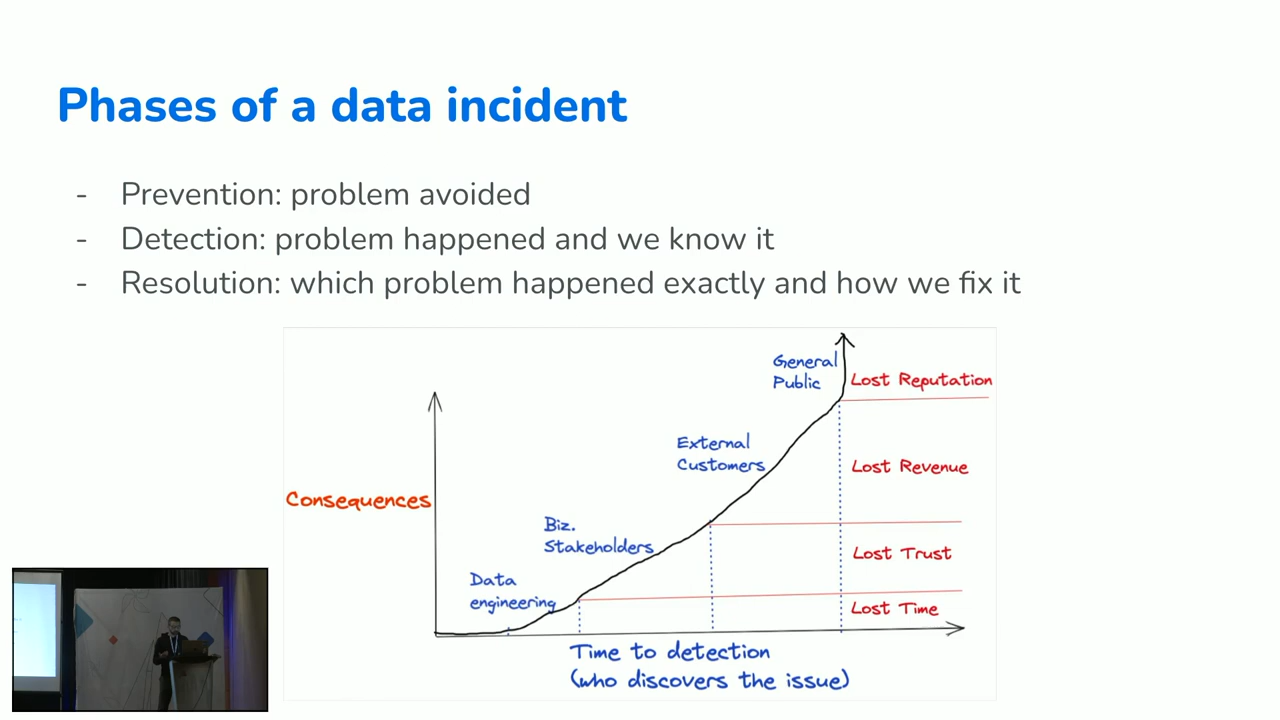 Phases of a data incident
- Prevention: problem avoided
- Detection: problem happened and we know it
- Resolution: which problem happened exactly and how we fix it
General
Public
Lost Reputation
External
Customers
Lost Revenue
Consequences
Biz.
Stakeholders
Lost Trust
Data
engineering
Lost Time
Time to detection
(who discovers the issue)